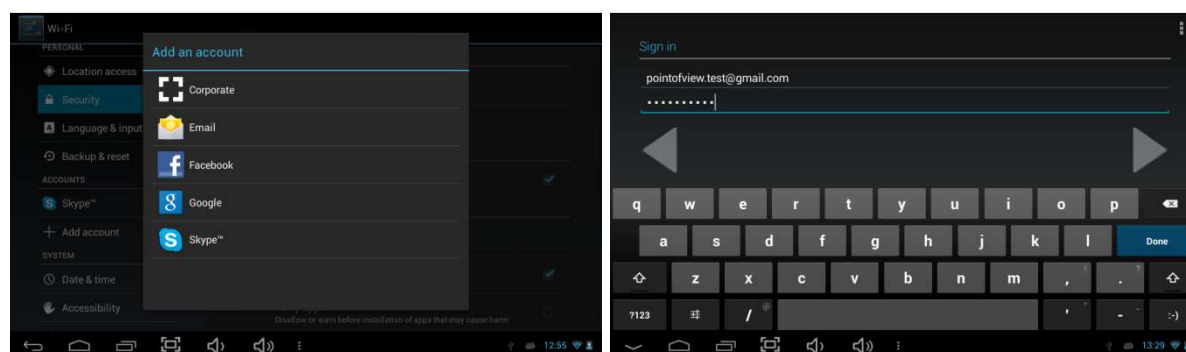 Wi-Fi
PERSONAL
Location access
Security
Language & input
Backup & reset
ACCOUNTS
Skype™
Add account
SYSTEM
Date & time
Accessibility
Add an account
Corporate
Email
Facebook
Google
Skype™
Disallow or warn before installation of apps that may cause harm
12:55
Sign in
pointofview.test@gmail.com
q w e r t y u i o p
a s d f g h j k l Done
z x c v b n m , ! . ?
?123 / @ ' " - _ :-)
13:29